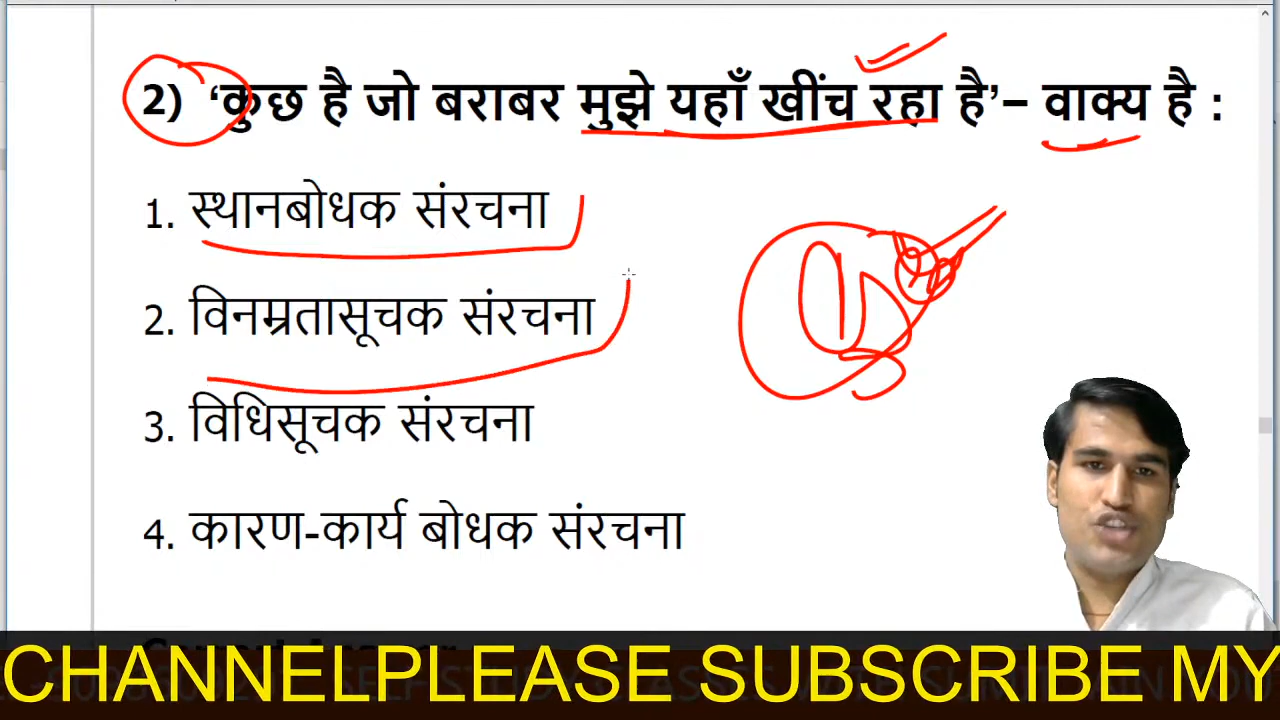 2) ‘कुछ है जो बराबर मुझे यहाँ खींच रहा है’– वाक्य है :
1. स्थानबोधक संरचना
2. विनम्रतासूचक संरचना
3. विधिसूचक संरचना
4. कारण-कार्य बोधक संरचना
CHANNELPLEASE SUBSCRIBE MY